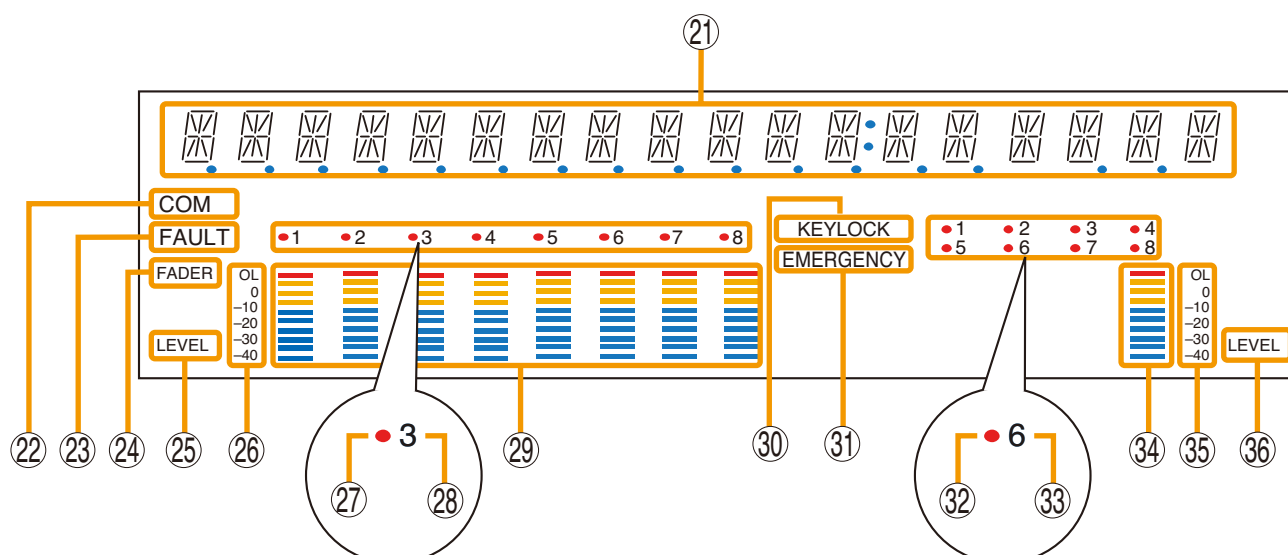 ㉑
COM
FAULT
1 2 3 4 5 6 7 8
KEYLOCK
1 2 3 4
5 6 7 8
EMERGENCY
FADER
LEVEL
OL
0
–10
–20
–30
–40
OL
0
–10
–20
–30
–40
LEVEL
㉒ ㉓ ㉔ ㉕ ㉖ ㉙ ㉚ ㉛ ㉞ ㉟ ㊱
3
㉗ ㉘
6
㉜ ㉝